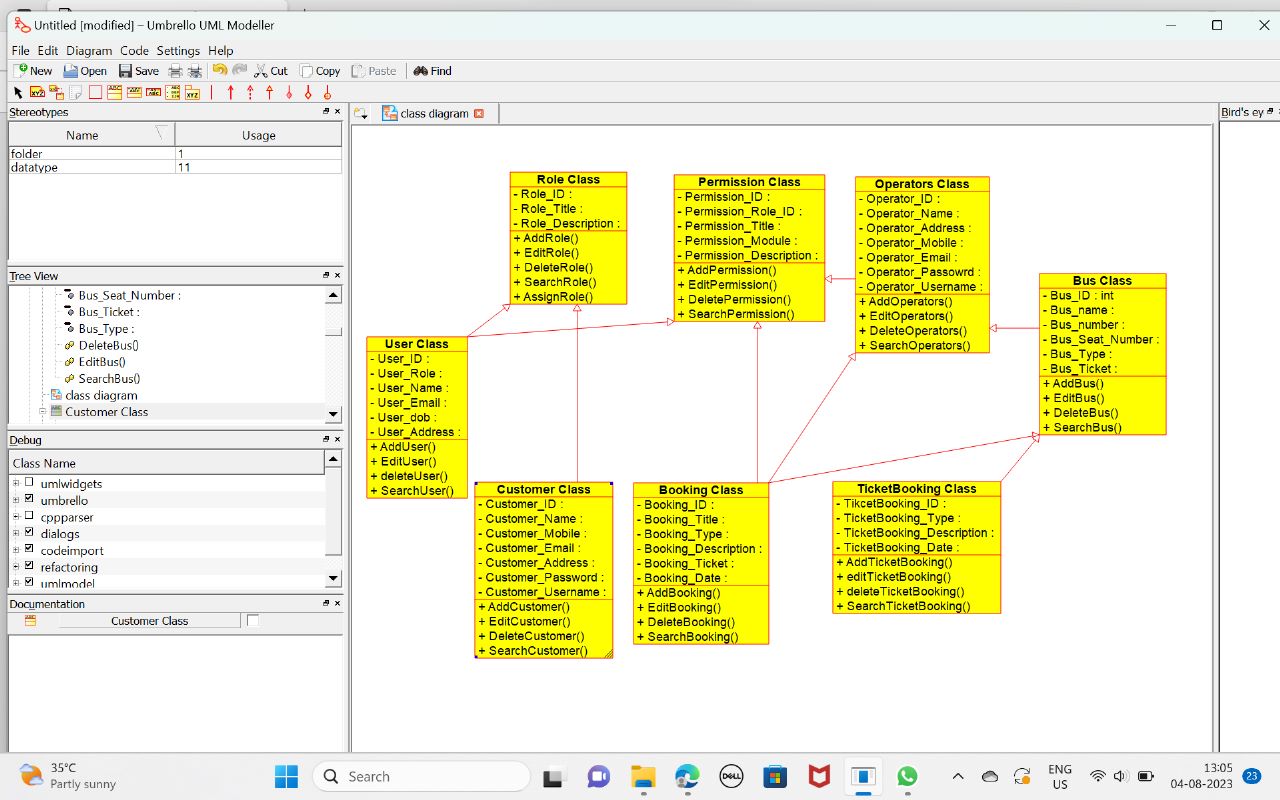 Untitled [modified] – Umbrello UML Modeller
File Edit Diagram Code Settings Help
New Open Save Cut Copy Paste Find
Stereotypes
Name Usage
folder 1
datatype 11
Tree View
Bus_Seat_Number :
Bus_Ticket :
Bus_Type :
DeleteBus()
EditBus()
SearchBus()
class diagram
Customer Class
Debug
Class Name
umlwidgets
umbrello
cppparser
dialogs
codeimport
refactoring
umlmodel
Documentation
Customer Class
class diagram
Bird's ey
Role Class
- Role_ID :
- Role_Title :
- Role_Description :
+ AddRole()
+ EditRole()
+ DeleteRole()
+ SearchRole()
+ AssignRole()
Permission Class
- Permission_ID :
- Permission_Role_ID :
- Permission_Title :
- Permission_Module :
- Permission_Description :
+ AddPermission()
+ EditPermission()
+ DeletePermission()
+ SearchPermission()
Operators Class
- Operator_ID :
- Operator_Name :
- Operator_Address :
- Operator_Mobile :
- Operator_Email :
- Operator_Passowrd :
- Operator_Username :
+ AddOperators()
+ EditOperators()
+ DeleteOperators()
+ SearchOperators()
Bus Class
- Bus_ID : int
- Bus_name :
- Bus_number :
- Bus_Seat_Number :
- Bus_Type :
- Bus_Ticket :
+ AddBus()
+ EditBus()
+ DeleteBus()
+ SearchBus()
User Class
- User_ID :
- User_Role :
- User_Name :
- User_Email :
- User_dob :
- User_Address :
+ AddUser()
+ EditUser()
+ deleteUser()
+ SearchUser()
Customer Class
- Customer_ID :
- Customer_Name :
- Customer_Mobile :
- Customer_Email :
- Customer_Address :
- Customer_Password :
- Customer_Username :
+ AddCustomer()
+ EditCustomer()
+ DeleteCustomer()
+ SearchCustomer()
Booking Class
- Booking_ID :
- Booking_Title :
- Booking_Type :
- Booking_Description :
- Booking_Ticket :
- Booking_Date :
+ AddBooking()
+ EditBooking()
+ DeleteBooking()
+ SearchBooking()
TicketBooking Class
- TikcetBooking_ID :
- TicketBooking_Type :
- TicketBooking_Description :
- TicketBooking_Date :
+ AddTicketBooking()
+ editTicketBooking()
+ deleteTicketBooking()
+ SearchTicketBooking()
35°C
Partly sunny
Search
DELL
ENG
US
13:05
04-08-2023
23